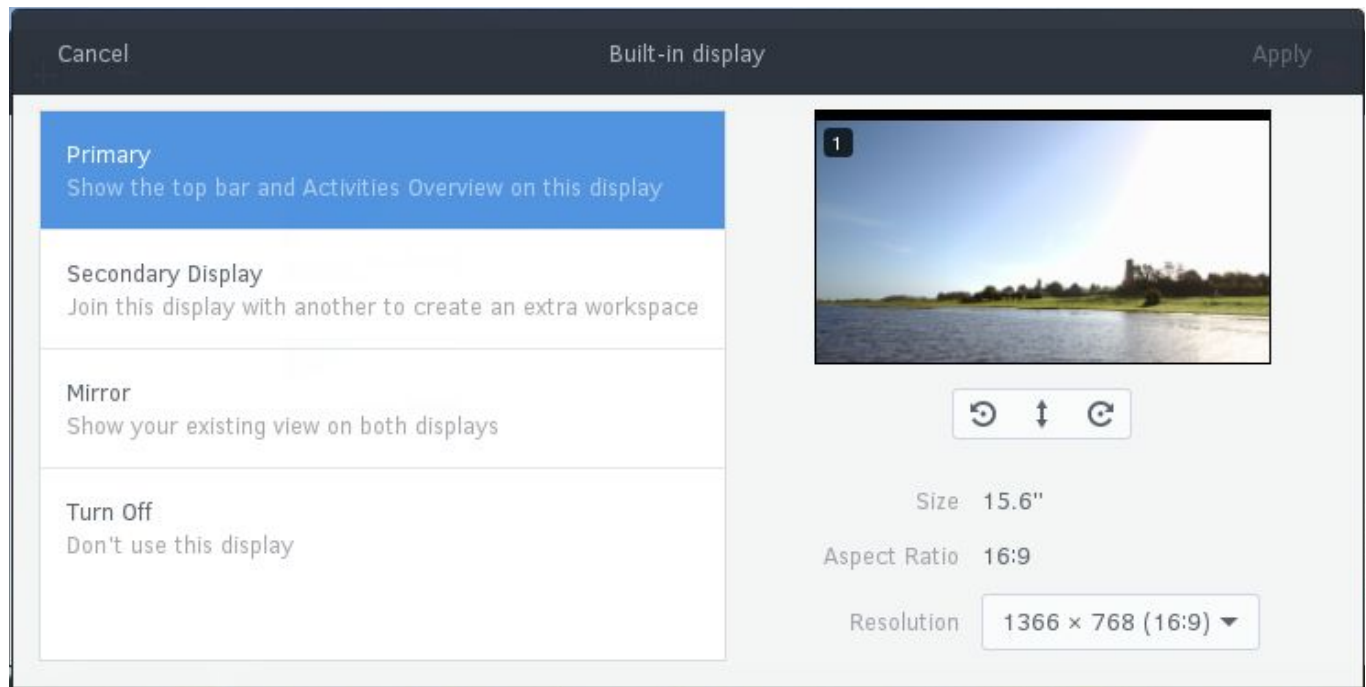 Cancel
Built-in display
Apply
Primary
Show the top bar and Activities Overview on this display
Secondary Display
Join this display with another to create an extra workspace
Mirror
Show your existing view on both displays
Turn Off
Don't use this display
1
Size 15.6"
Aspect Ratio 16:9
Resolution 1366 × 768 (16:9)